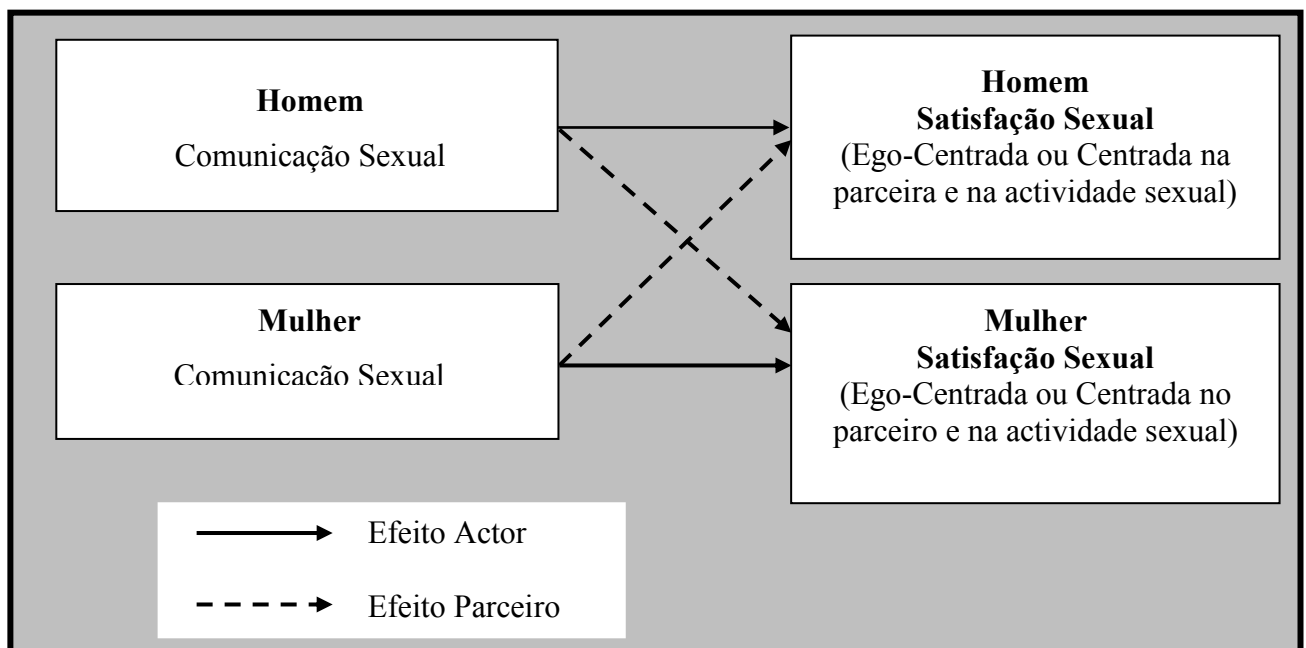 Homem
Comunicação Sexual
Homem
Satisfação Sexual
(Ego-Centrada ou Centrada na
parceira e na actividade sexual)
Mulher
Comunicação Sexual
Mulher
Satisfação Sexual
(Ego-Centrada ou Centrada no
parceiro e na actividade sexual)
Efeito Actor
Efeito Parceiro